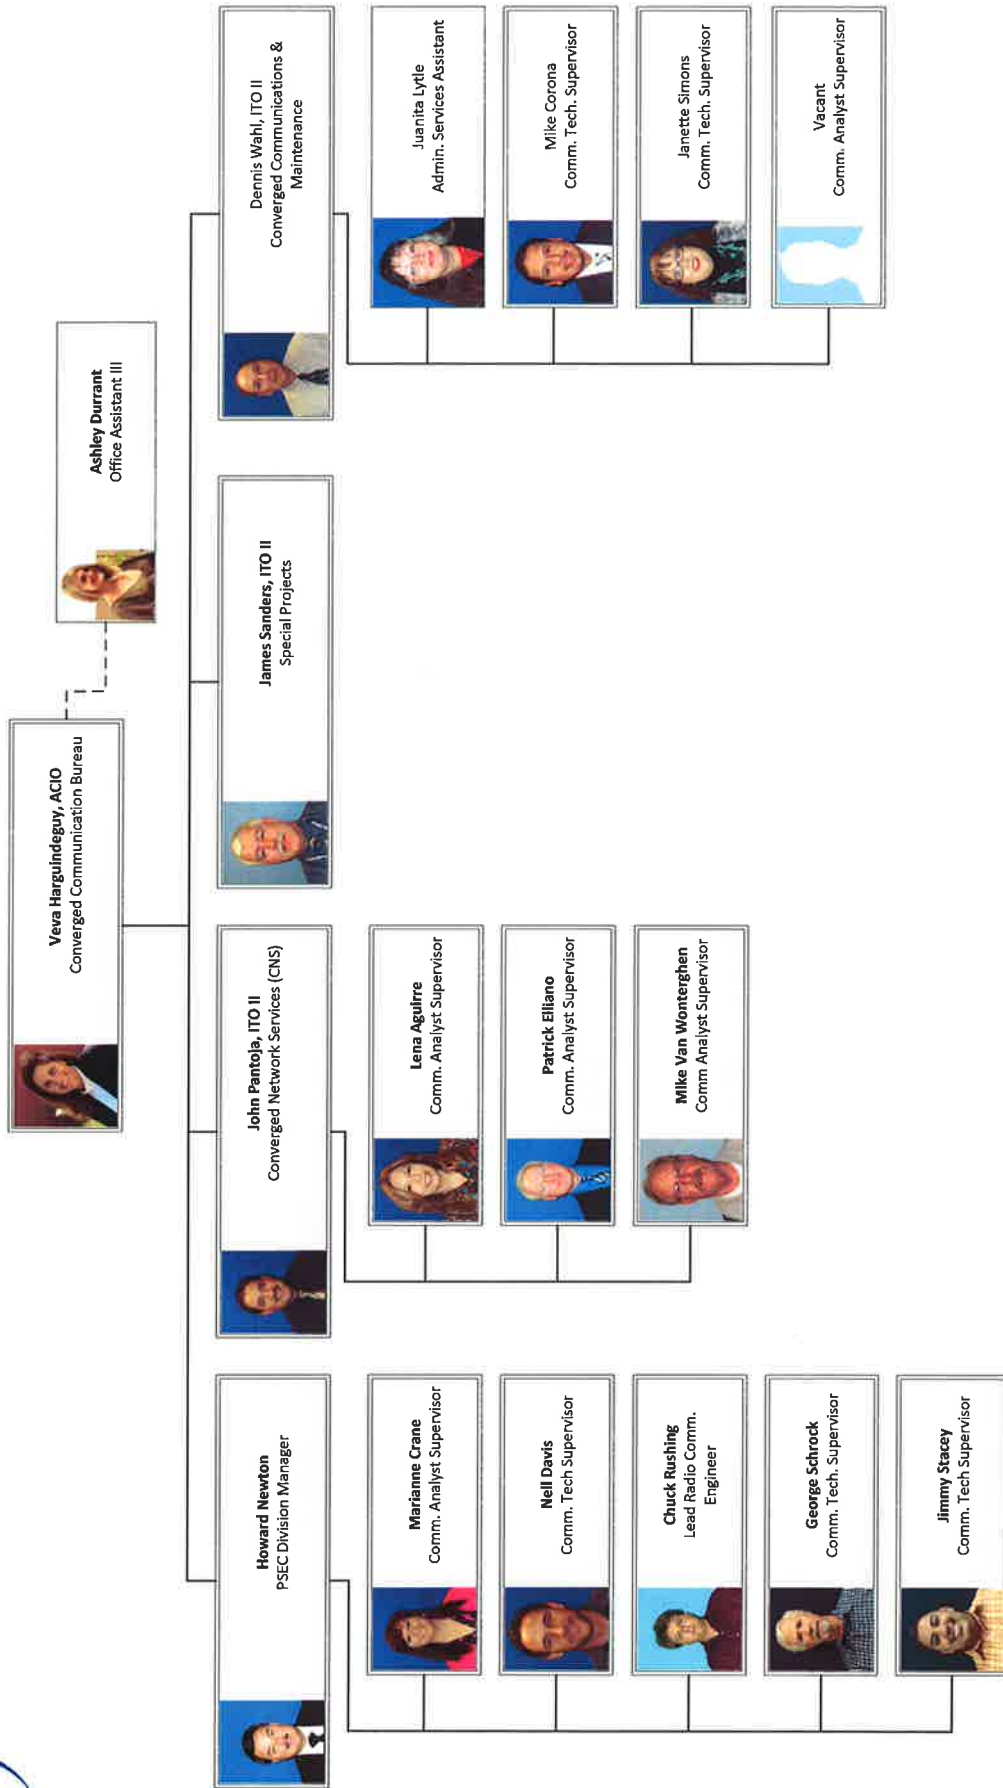 Veva Harguindeguy, ACIO
Converged Communication Bureau
Ashley Durrant
Office Assistant III
Howard Newton
PSEC Division Manager
John Pantoja, ITO II
Converged Network Services (CNS)
James Sanders, ITO II
Special Projects
Dennis Wahl, ITO II
Converged Communications &
Maintenance
Marianne Crane
Comm. Analyst Supervisor
Neil Davis
Comm. Tech Supervisor
Chuck Rushing
Lead Radio Comm.
Engineer
George Schrock
Comm. Tech. Supervisor
Jimmy Stacey
Comm. Tech Supervisor
Lena Aguirre
Comm. Analyst Supervisor
Patrick Elliano
Comm. Analyst Supervisor
Mike Van Wonterghen
Comm Analyst Supervisor
Juanita Lytle
Admin. Services Assistant
Mike Corona
Comm. Tech. Supervisor
Janette Simons
Comm. Tech. Supervisor
Vacant
Comm. Analyst Supervisor